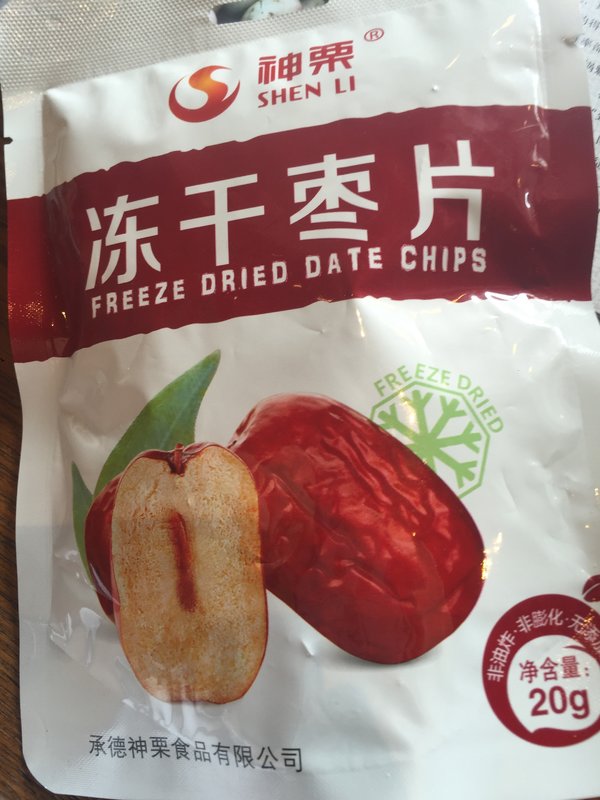 神栗®
SHEN LI
冻干枣片
FREEZE DRIED DATE CHIPS
FREEZE DRIED
非油炸·非膨化·无
净含量：
20g
承德神栗食品有限公司